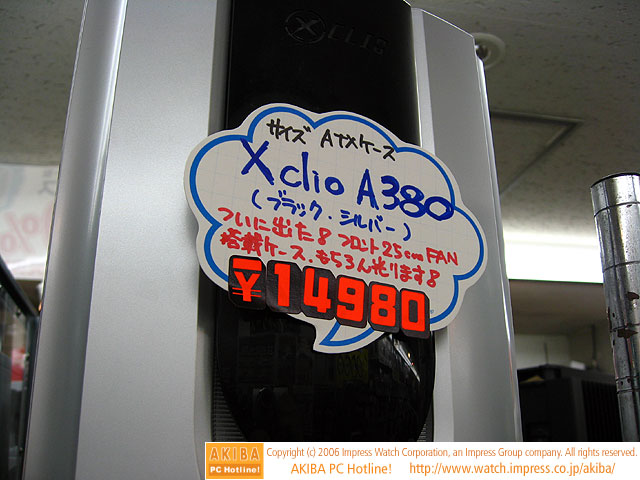 XCLIO
サイズ ATXケース
Xclio A380
(ブラック・シルバー)
ついに出た!! フロント25cmFAN
搭載ケース、もちろん光ります!!
¥14980
AKIBA
PC Hotline!
Copyright (c) 2006 Impress Watch Corporation, an Impress Group company. All rights reserved.
AKIBA PC Hotline! http://www.watch.impress.co.jp/akiba/